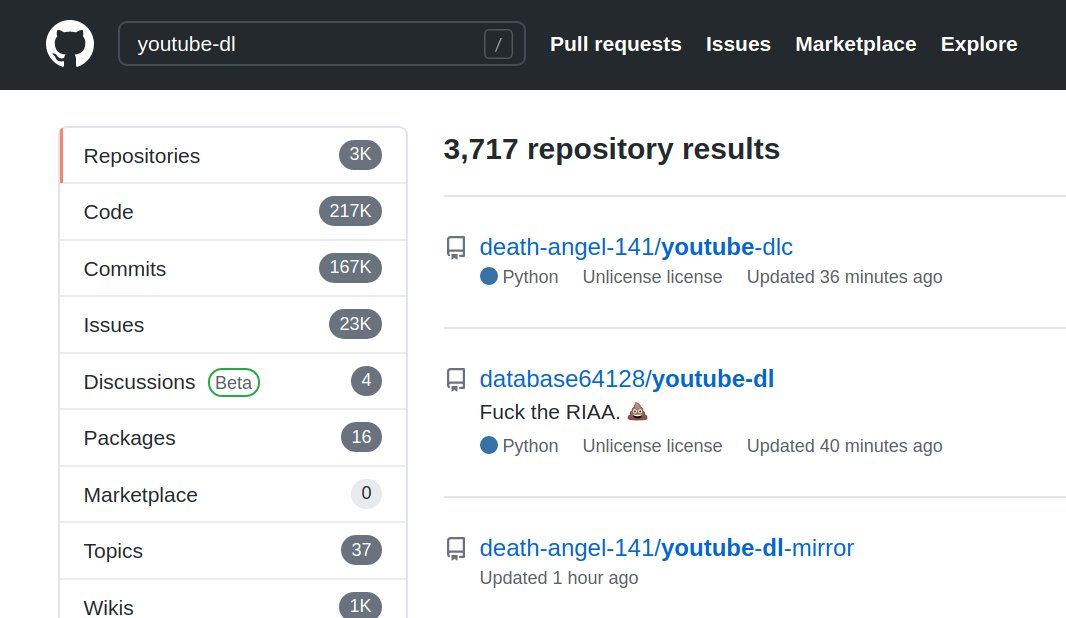 youtube-dl /
Pull requests Issues Marketplace Explore
Repositories 3K
Code 217K
Commits 167K
Issues 23K
Discussions Beta 4
Packages 16
Marketplace 0
Topics 37
Wikis 1K
3,717 repository results
death-angel-141/youtube-dlc
Python Unlicense license Updated 36 minutes ago
database64128/youtube-dl
Fuck the RIAA. 💩
Python Unlicense license Updated 40 minutes ago
death-angel-141/youtube-dl-mirror
Updated 1 hour ago